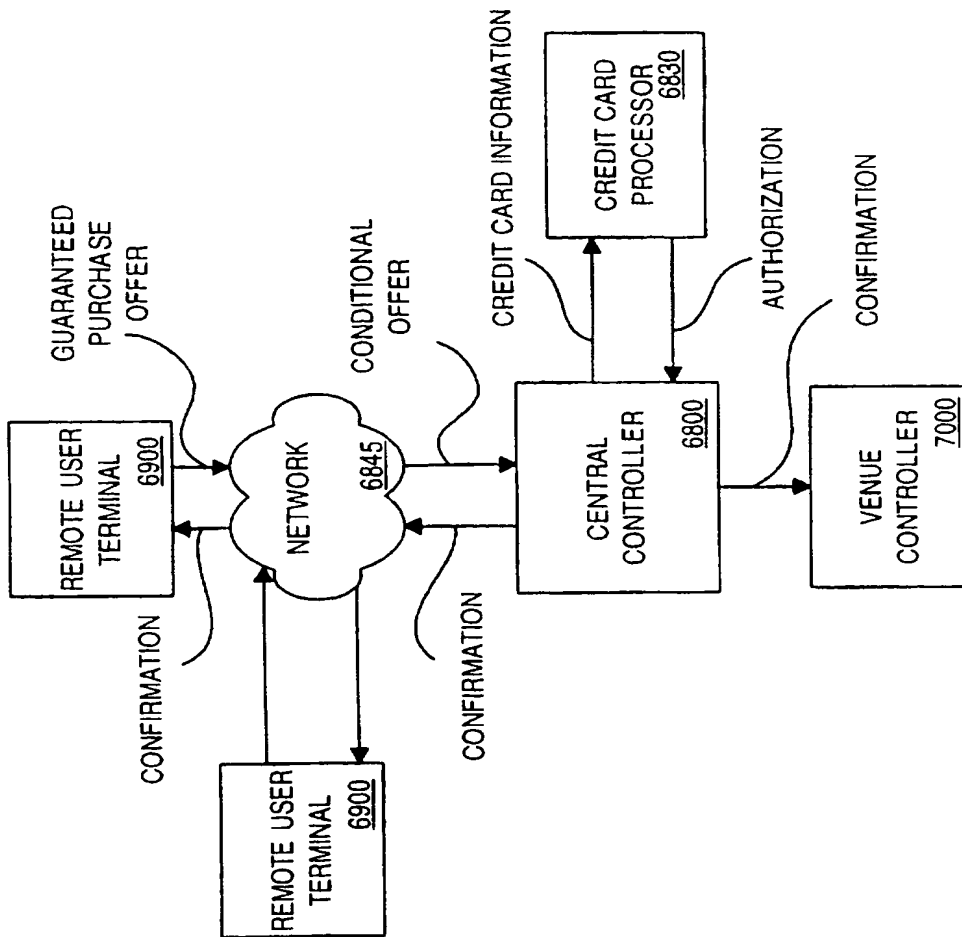 GUARANTEED
PURCHASE
OFFER
REMOTE USER
TERMINAL
6900
CONFIRMATION
NETWORK
6845
REMOTE USER
TERMINAL
6900
CONDITIONAL
OFFER
CONFIRMATION
CREDIT CARD INFORMATION
CREDIT CARD
PROCESSOR
6830
AUTHORIZATION
CENTRAL
CONTROLLER
6800
CONFIRMATION
VENUE
CONTROLLER
7000